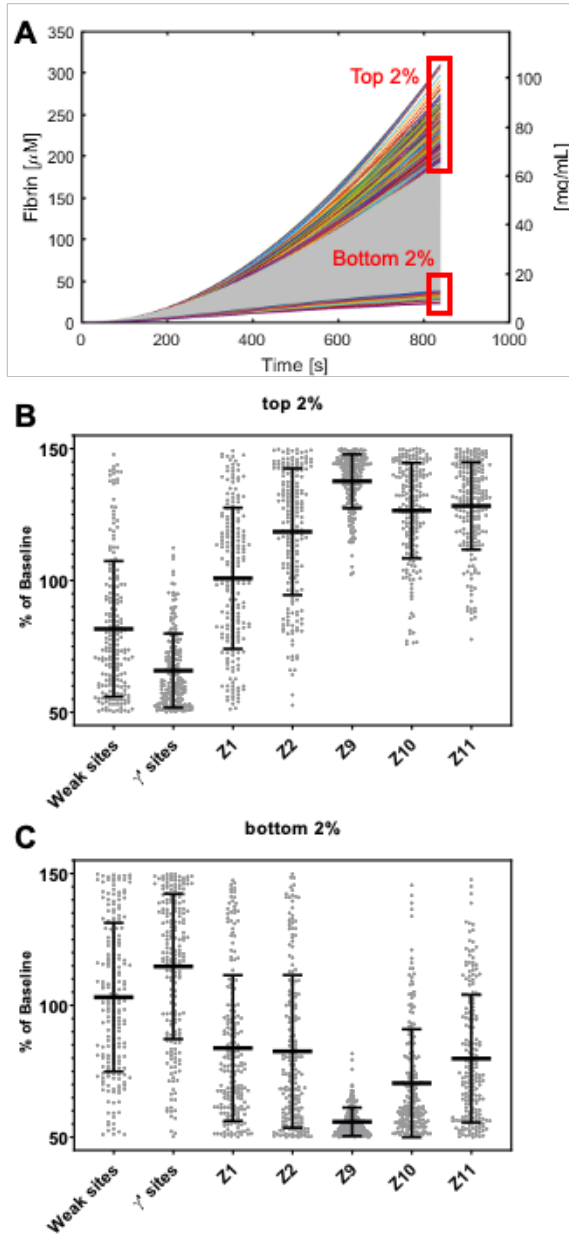 A
350
300
250
200
150
100
50
0
Fibrin [μM]
Top 2%
Bottom 2%
100
80
60
40
20
0
[mg/mL]
0 200 400 600 800 1000
Time [s]
B
top 2%
150
100
50
% of Baseline
Weak sites γ' sites Z1 Z2 Z9 Z10 Z11
C
bottom 2%
150
100
50
% of Baseline
Weak sites γ' sites Z1 Z2 Z9 Z10 Z11